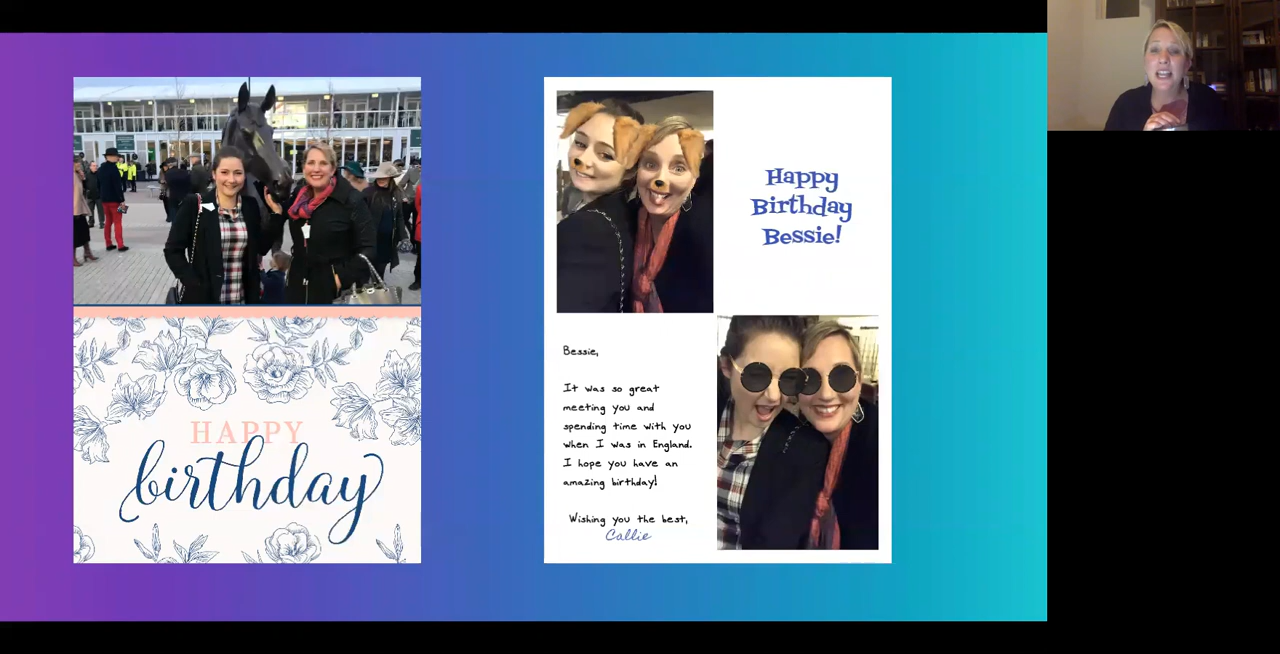 HAPPY
birthday
Happy
Birthday
Bessie!
Bessie,
It was so great
meeting you and
spending time with you
when I was in England.
I hope you have an
amazing birthday!
Wishing you the best,
Callie